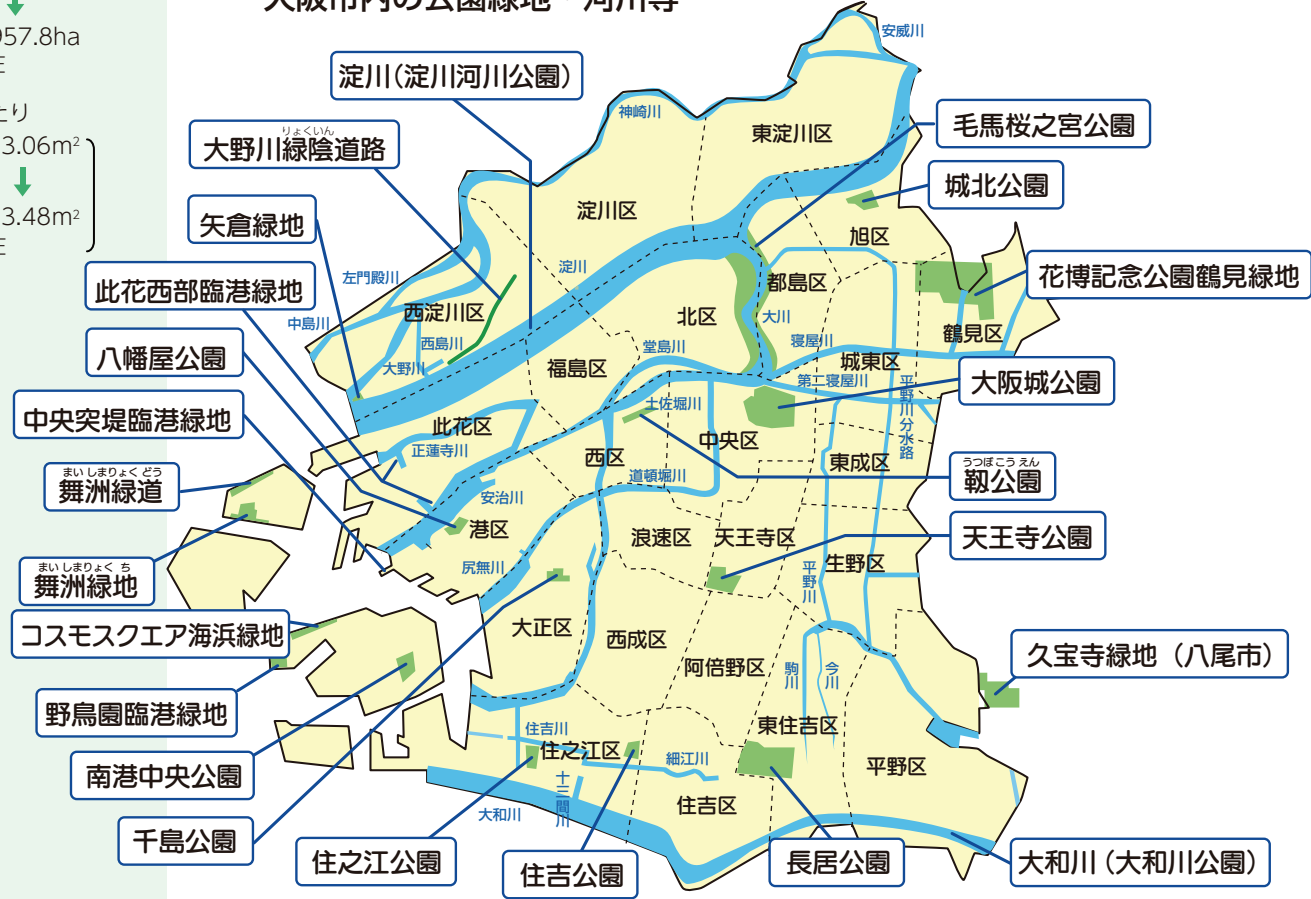 大阪市内の公園緑地・河川等
957.8ha
たり
3.06m²
3.48m²
淀川(淀川河川公園)
りょくいん
大野川緑陰道路
矢倉緑地
此花西部臨港緑地
八幡屋公園
中央突堤臨港緑地
まいしまりょくどう
舞洲緑道
まいしまりょくち
舞洲緑地
コスモスクエア海浜緑地
野鳥園臨港緑地
南港中央公園
千島公園
住之江公園
住吉公園
長居公園
大和川(大和川公園)
久宝寺緑地(八尾市)
天王寺公園
うつぼこうえん
靱公園
大阪城公園
花博記念公園鶴見緑地
城北公園
毛馬桜之宮公園
安威川
神崎川
東淀川区
淀川区
旭区
淀川
左門殿川
都島区
中島川
西淀川区
北区
大川
西島川
堂島川
寝屋川
鶴見区
大野川
福島区
城東区
第二寝屋川
平野川分水路
土佐堀川
此花区
中央区
正蓮寺川
西区
東成区
道頓堀川
安治川
港区
浪速区
天王寺区
尻無川
生野区
平野川
大正区
西成区
阿倍野区
駒川
今川
東住吉区
住吉川
住之江区
細江川
平野区
十三間川
大和川
住吉区